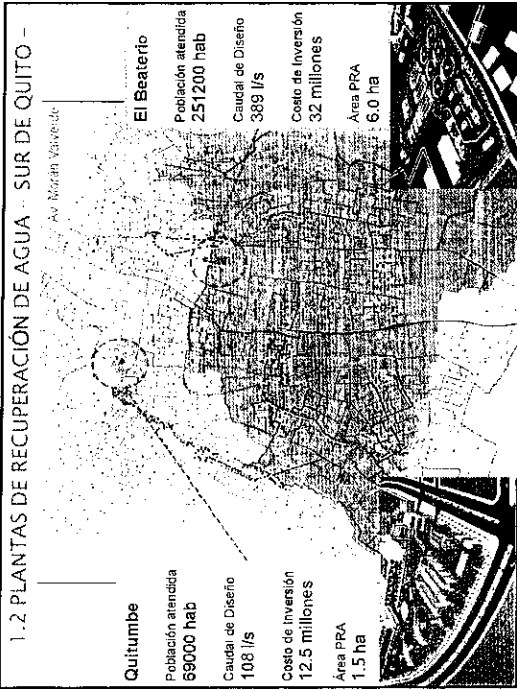 1.2 PLANTAS DE RECUPERACIÓN DE AGUA - SUR DE QUITO -
Av. Morán Valverde
Quitumbe
Población atendida
69000 hab
Caudal de Diseño
108 l/s
Costo de Inversión
12.5 millones
Área PRA
1.5 ha
El Beaterio
Población atendida
251200 hab
Caudal de Diseño
389 l/s
Costo de Inversión
32 millones
Área PRA
6.0 ha